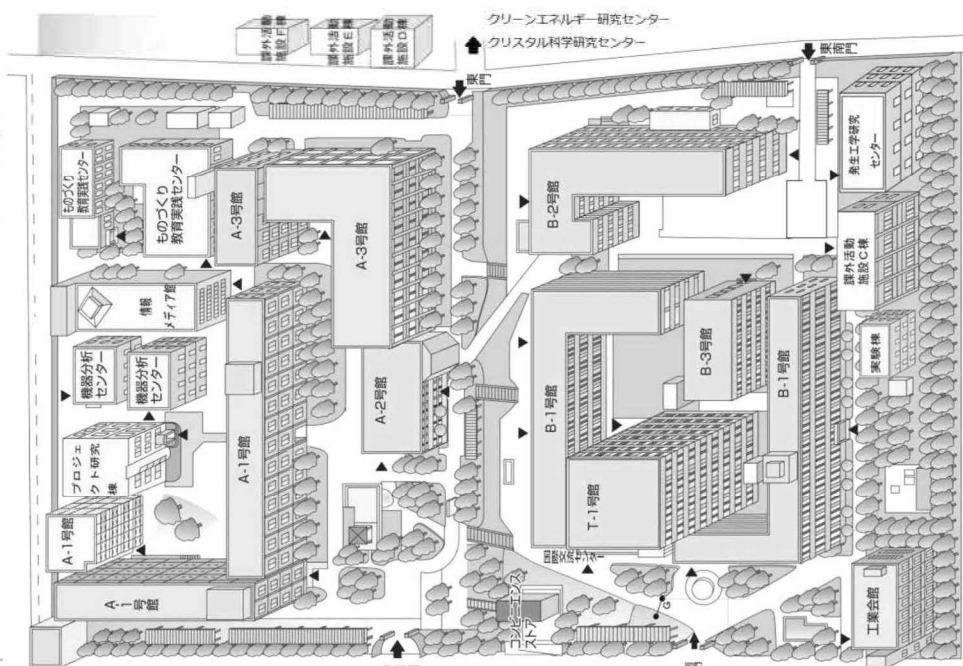 クリーンエネルギー研究センター
クリスタル科学研究センター
課外活動
施設F棟
課外活動
施設E棟
課外活動
施設D棟
東門
東南門
ものづくり
教育実践センター
ものづくり
教育実践センター
A-3号館
A-3号館
B-2号館
発生工学研究
センター
情報
メディア館
課外活動
施設C棟
機器分析
センター
機器分析
センター
A-1号館
A-2号館
B-1号館
B-3号館
B-1号館
実験棟
プロジェ
クト研究
棟
A-1号館
T-1号館
国際交流センター
A-1号館
コンビニエンス
ストア
G
工業会館
門